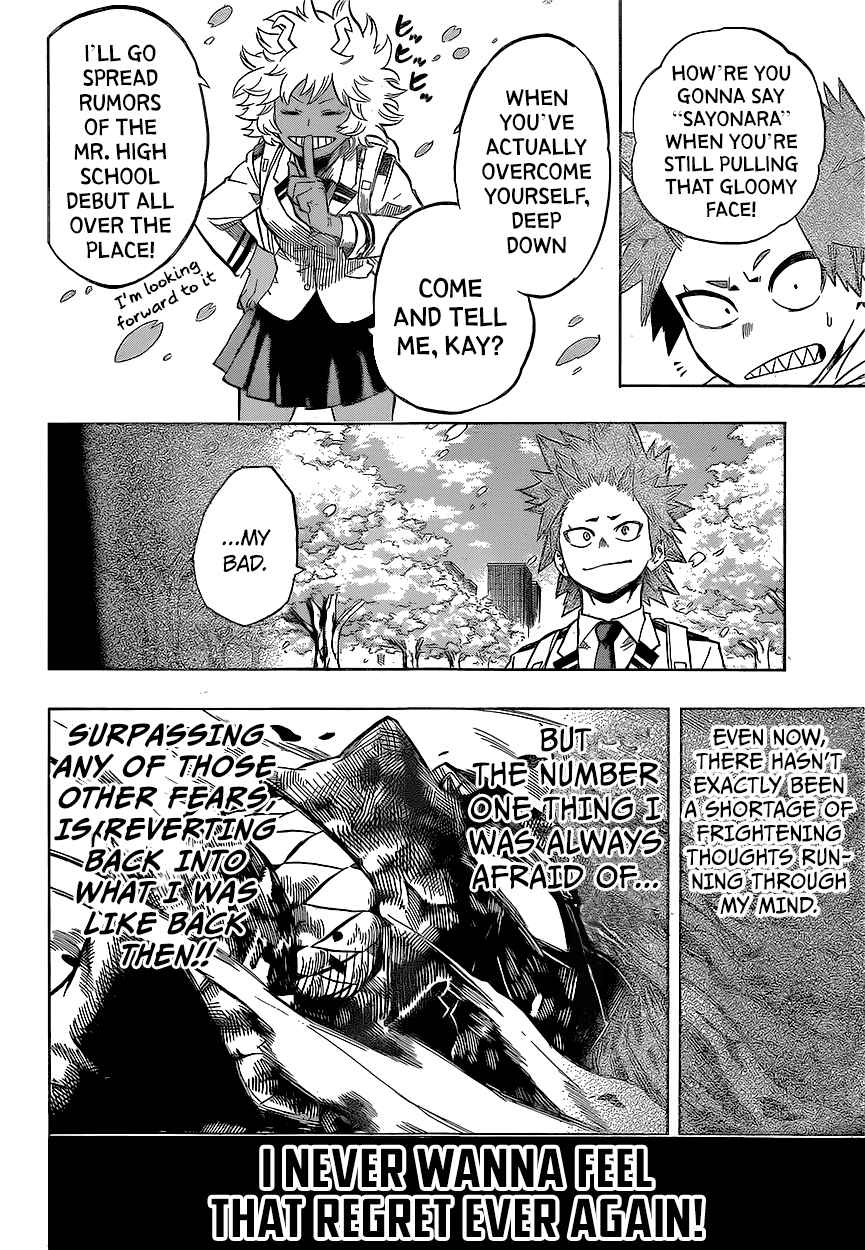 HOW'RE YOU
GONNA SAY
"SAYONARA"
WHEN YOU'RE
STILL PULLING
THAT GLOOMY
FACE!
WHEN
YOU'VE
ACTUALLY
OVERCOME
YOURSELF,
DEEP
DOWN
COME
AND TELL
ME, KAY?
ヒヒヒ
I'LL GO
SPREAD
RUMORS
OF THE
MR. HIGH
SCHOOL
DEBUT ALL
OVER THE
PLACE!
I'm looking
forward to it
...MY
BAD.
EVEN NOW,
THERE HASN'T
EXACTLY BEEN
A SHORTAGE OF
FRIGHTENING
THOUGHTS RUN-
NING THROUGH
MY MIND.
BUT
THE NUMBER
ONE THING I
WAS ALWAYS
AFRAID OF...
SURPASSING
ANY OF THOSE
OTHER FEARS,
IS REVERTING
BACK INTO
WHAT I WAS
LIKE BACK
THEN!!
I NEVER WANNA FEEL
THAT REGRET EVER AGAIN!